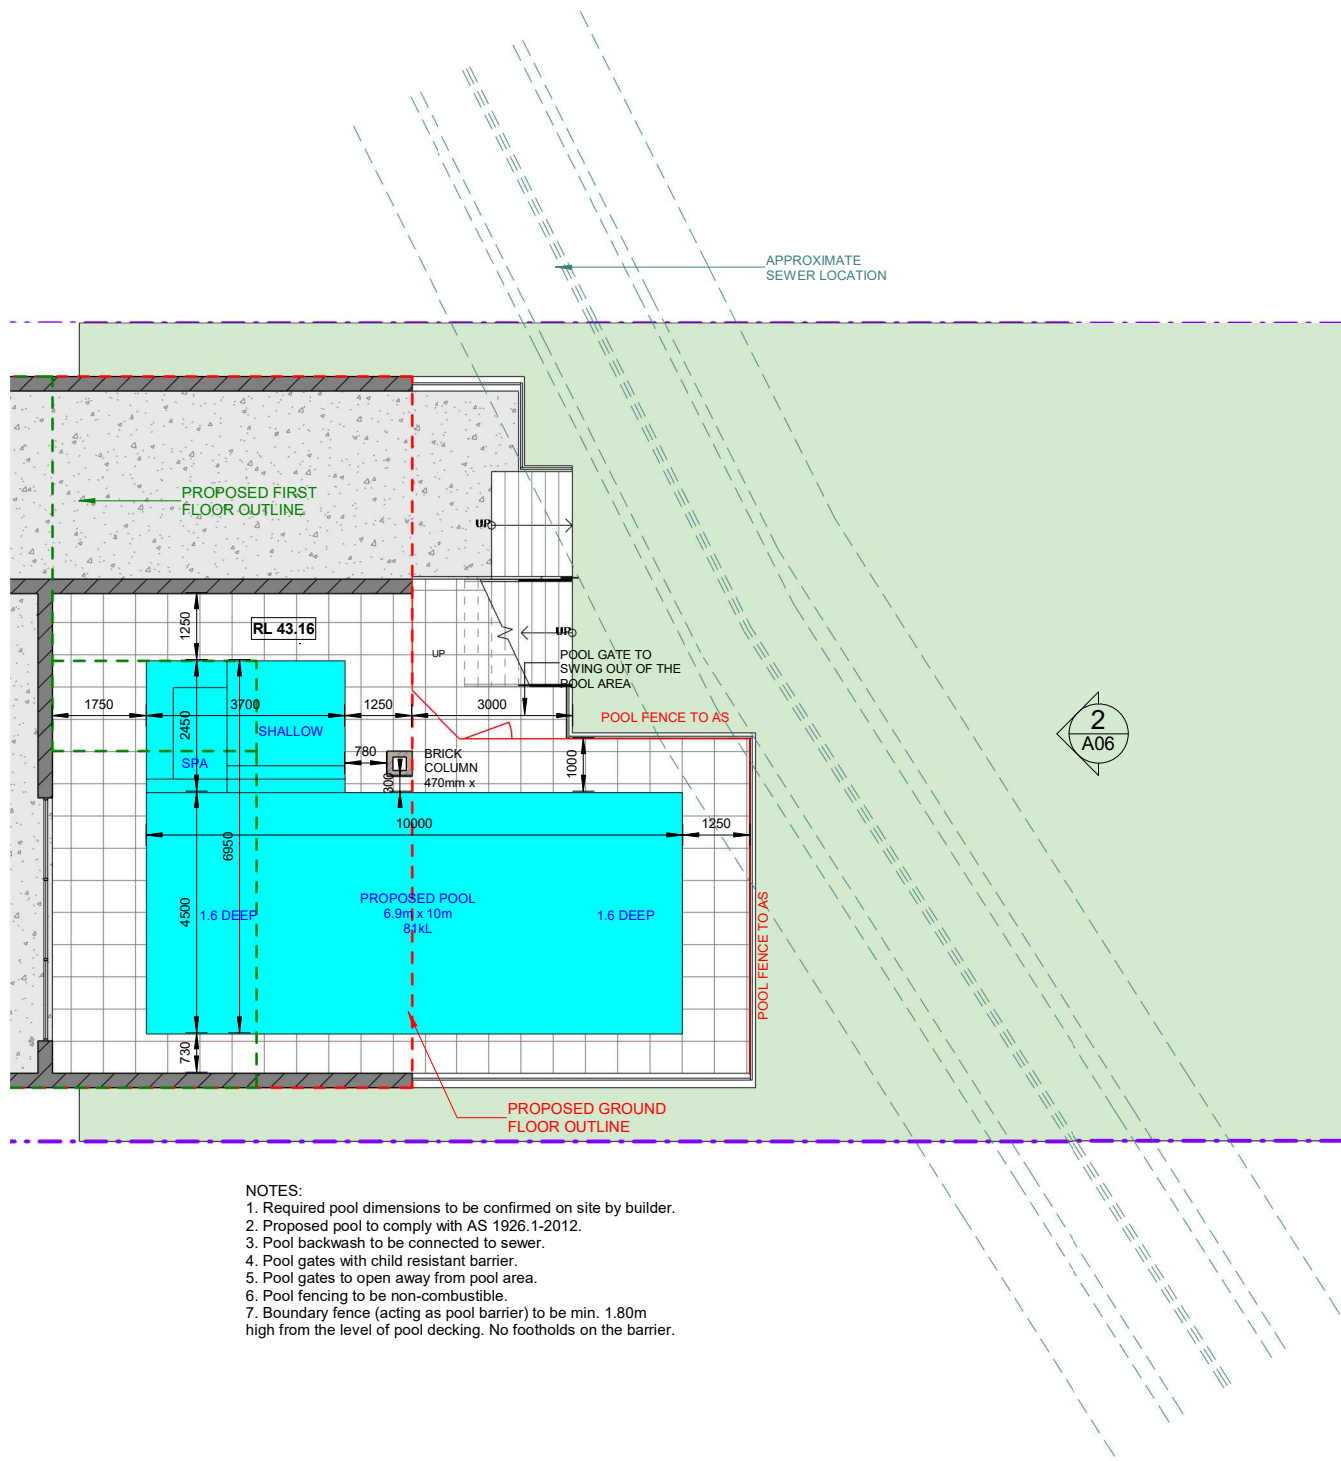 APPROXIMATE
SEWER LOCATION
PROPOSED FIRST
FLOOR OUTLINE
UP
1250
RL 43.16
UP
UP
POOL GATE TO
SWING OUT OF THE
POOL AREA
1750
3700
1250
3000
POOL FENCE TO AS
2
A06
2450
SHALLOW
SPA
780
BRICK
COLUMN
470mm x
300
1000
10000
1250
6950
4500
1.6 DEEP
PROPOSED POOL
6.9m x 10m
81kL
1.6 DEEP
POOL FENCE TO AS
730
PROPOSED GROUND
FLOOR OUTLINE
NOTES:
1. Required pool dimensions to be confirmed on site by builder.
2. Proposed pool to comply with AS 1926.1-2012.
3. Pool backwash to be connected to sewer.
4. Pool gates with child resistant barrier.
5. Pool gates to open away from pool area.
6. Pool fencing to be non-combustible.
7. Boundary fence (acting as pool barrier) to be min. 1.80m
high from the level of pool decking. No footholds on the barrier.